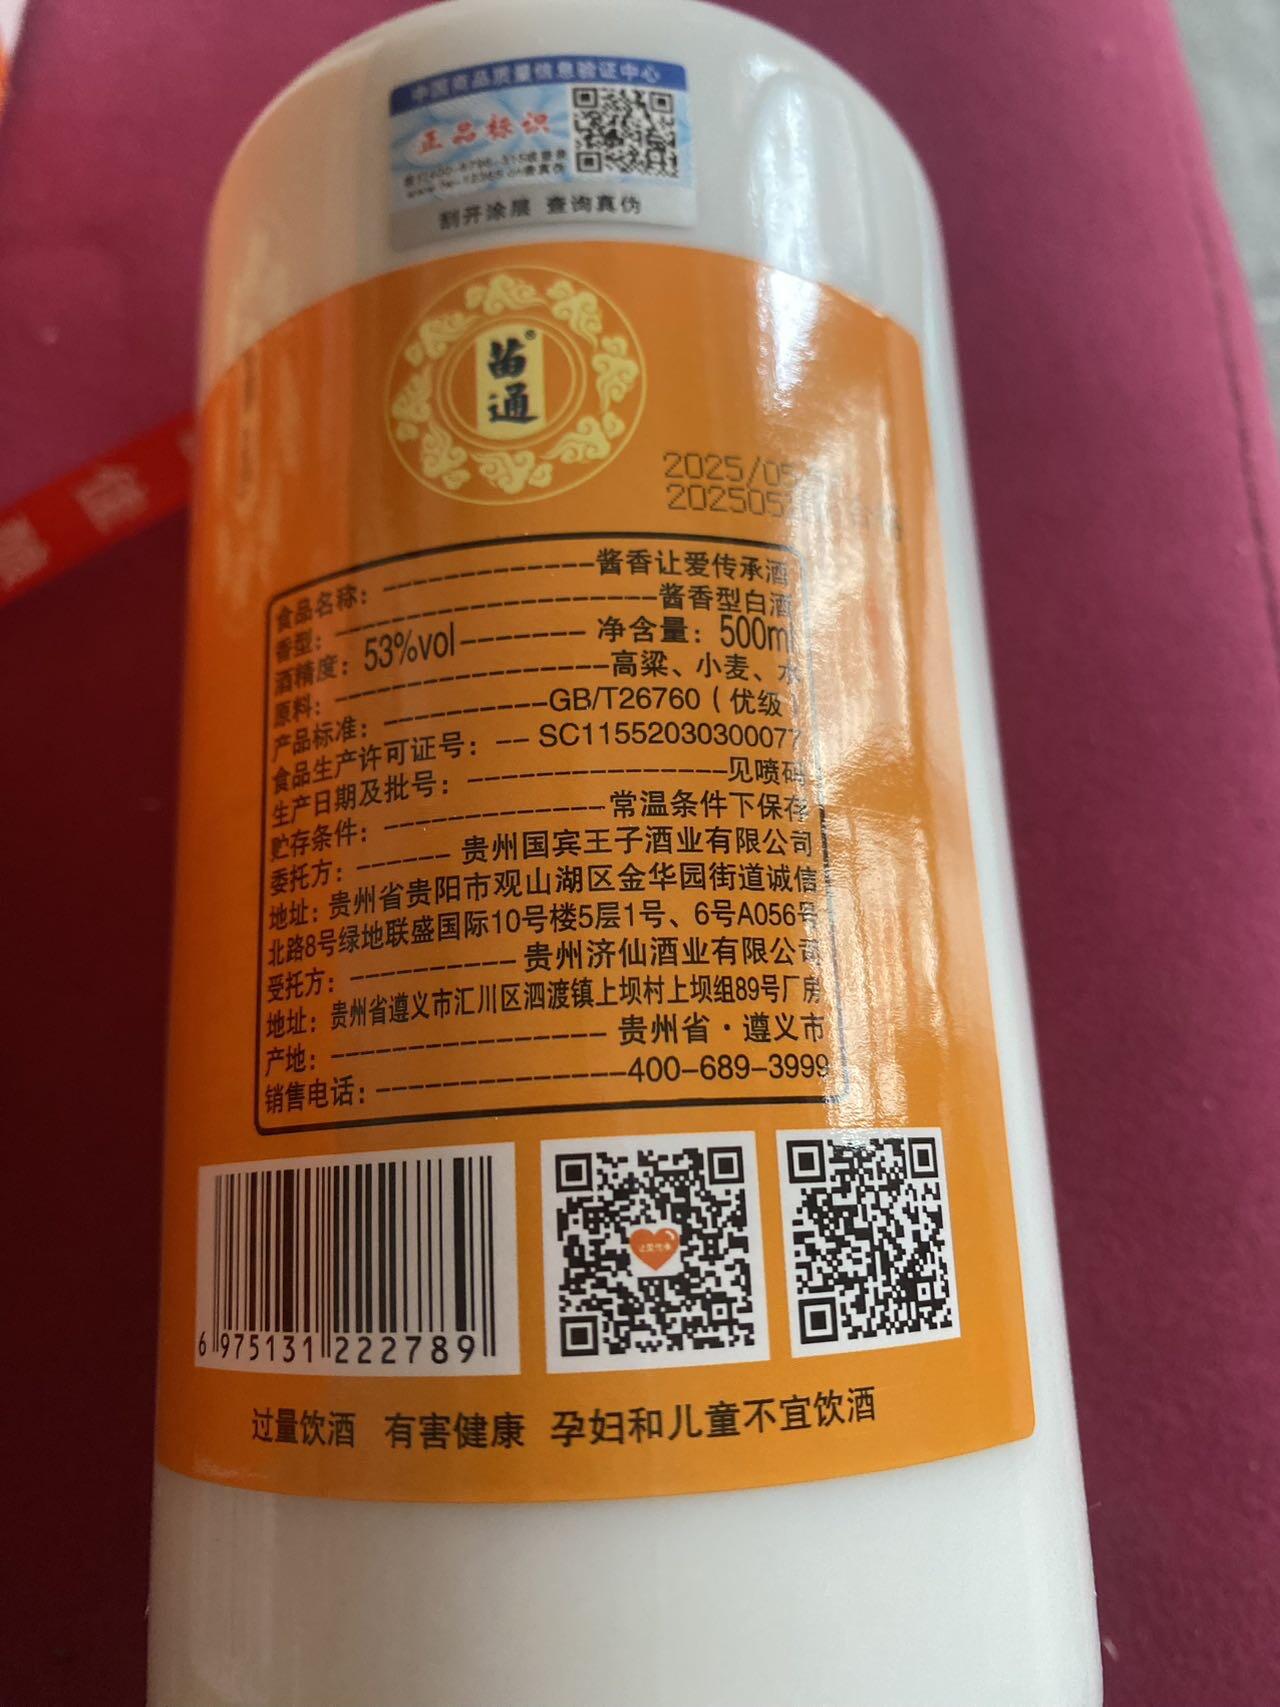 中国商品质量信息验证中心
正品标识
刮开涂层 查询真伪
苗通®
2025/05
202505
食品名称：--------------酱香让爱传承酒
香型：----------------------酱香型白酒
酒精度：53%vol-------- 净含量：500ml
原料：------------------高粱、小麦、水
产品标准：-----------GB/T26760（优级）
食品生产许可证号：-- SC11552030300077
生产日期及批号：-----------------见喷码
贮存条件：--------------常温条件下保存
委托方：------ 贵州国宾王子酒业有限公司
地址：贵州省贵阳市观山湖区金华园街道诚信
北路8号绿地联盛国际10号楼5层1号、6号A056号
受托方：----------- 贵州济仙酒业有限公司
地址：贵州省遵义市汇川区泗渡镇上坝村上坝组89号厂房
产地：------------------ 贵州省·遵义市
销售电话：----------------400-689-3999
6 975131 222789
让爱传承
过量饮酒 有害健康 孕妇和儿童不宜饮酒